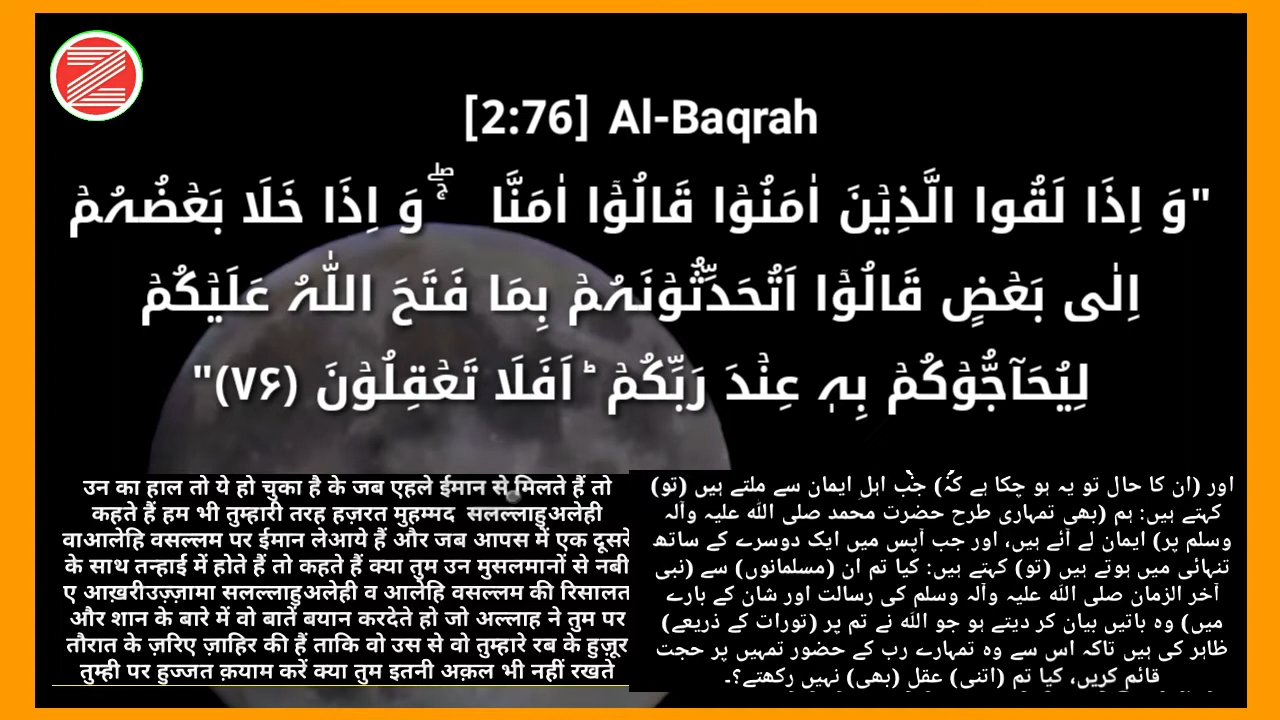 [2:76] Al-Baqrah
"وَ اِذَا لَقُوا الَّذِیْنَ اٰمَنُوْا قَالُوْۤا اٰمَنَّا ۖۚ وَ اِذَا خَلَا بَعْضُہُمْ
اِلٰی بَعْضٍ قَالُوْۤا اَتُحَدِّثُوْنَہُمْ بِمَا فَتَحَ اللّٰہُ عَلَیْکُمْ
لِیُحَآجُّوْکُمْ بِہٖ عِنْدَ رَبِّکُمْ ؕ اَفَلَا تَعْقِلُوْنَ (۷۶)"
उन का हाल तो ये हो चुका है के जब एहले ईमान से मिलते हैं तो
कहते हैं हम भी तुम्हारी तरह हज़रत मुहम्मद सलल्लाहुअलेही
वाआलेहि वसल्लम पर ईमान लेआये हैं और जब आपस में एक दूसरे
के साथ तन्हाई में होते हैं तो कहते हैं क्या तुम उन मुसलमानों से नबी
ए आख़रीउज़्ज़ामा सलल्लाहुअलेही व आलेहि वसल्लम की रिसालत
और शान के बारे में वो बातें बयान करदेते हो जो अल्लाह ने तुम पर
तौरात के ज़रिए ज़ाहिर की हैं ताकि वो उस से वो तुम्हारे रब के हुज़ूर
तुम्ही पर हुज्जत क़याम करें क्या तुम इतनी अक़ल भी नहीं रखते
اور (ان کا حال تو یہ ہو چکا ہے کہ) جب اہلِ ایمان سے ملتے ہیں (تو)
کہتے ہیں: ہم (بھی تمہاری طرح حضرت محمد صلی اللہ علیہ وآلہ
وسلم پر) ایمان لے آئے ہیں، اور جب آپس میں ایک دوسرے کے ساتھ
تنہائی میں ہوتے ہیں (تو) کہتے ہیں: کیا تم ان (مسلمانوں) سے (نبی
آخر الزمان صلی اللہ علیہ وآلہ وسلم کی رسالت اور شان کے بارے
میں) وہ باتیں بیان کر دیتے ہو جو اللہ نے تم پر (تورات کے ذریعے)
ظاہر کی ہیں تاکہ اس سے وہ تمہارے رب کے حضور تمہیں پر حجت
قائم کریں، کیا تم (اتنی) عقل (بھی) نہیں رکھتے؟۔